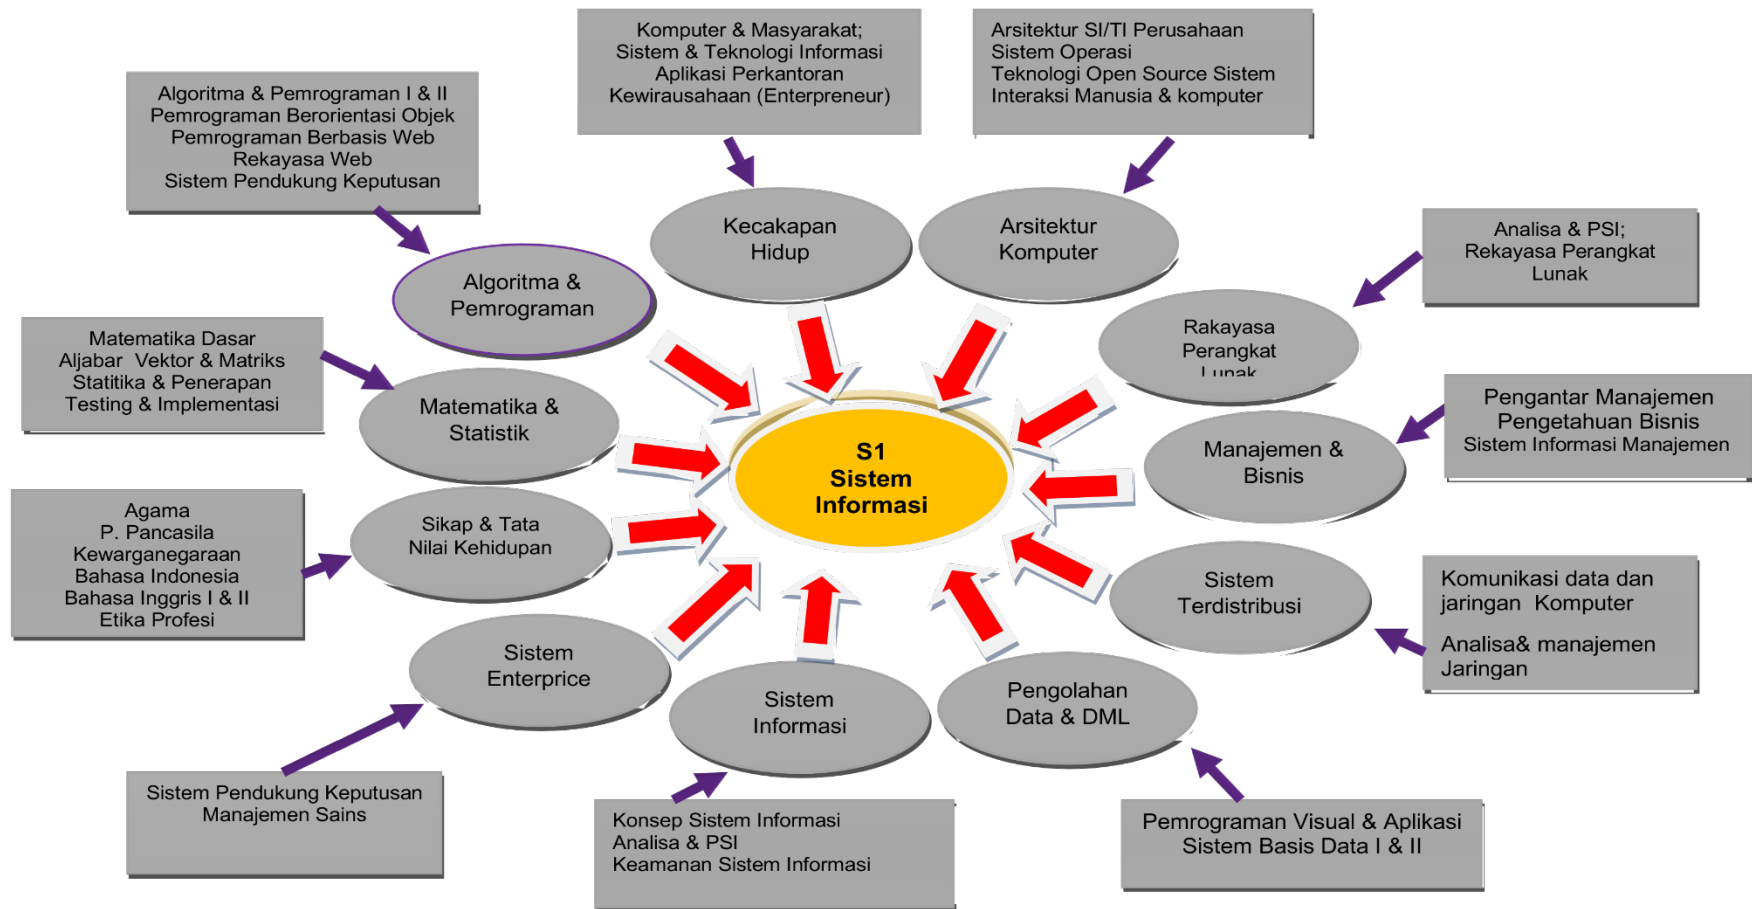 Komputer & Masyarakat;
Sistem & Teknologi Informasi
Aplikasi Perkantoran
Kewirausahaan (Enterpreneur)
Arsitektur SI/TI Perusahaan
Sistem Operasi
Teknologi Open Source Sistem
Interaksi Manusia & komputer
Algoritma & Pemrograman I & II
Pemrograman Berorientasi Objek
Pemrograman Berbasis Web
Rekayasa Web
Sistem Pendukung Keputusan
Kecakapan
Hidup
Arsitektur
Komputer
Analisa & PSI;
Rekayasa Perangkat
Lunak
Algoritma &
Pemrograman
Rakayasa
Perangkat
Lunak
Matematika Dasar
Aljabar Vektor & Matriks
Statitika & Penerapan
Testing & Implementasi
Matematika &
Statistik
Pengantar Manajemen
Pengetahuan Bisnis
Sistem Informasi Manajemen
Manajemen &
Bisnis
S1
Sistem
Informasi
Agama
P. Pancasila
Kewarganegaraan
Bahasa Indonesia
Bahasa Inggris I & II
Etika Profesi
Sikap & Tata
Nilai Kehidupan
Sistem
Terdistribusi
Komunikasi data dan
jaringan Komputer
Analisa& manajemen
Jaringan
Sistem
Enterprice
Sistem
Informasi
Pengolahan
Data & DML
Sistem Pendukung Keputusan
Manajemen Sains
Konsep Sistem Informasi
Analisa & PSI
Keamanan Sistem Informasi
Pemrograman Visual & Aplikasi
Sistem Basis Data I & II